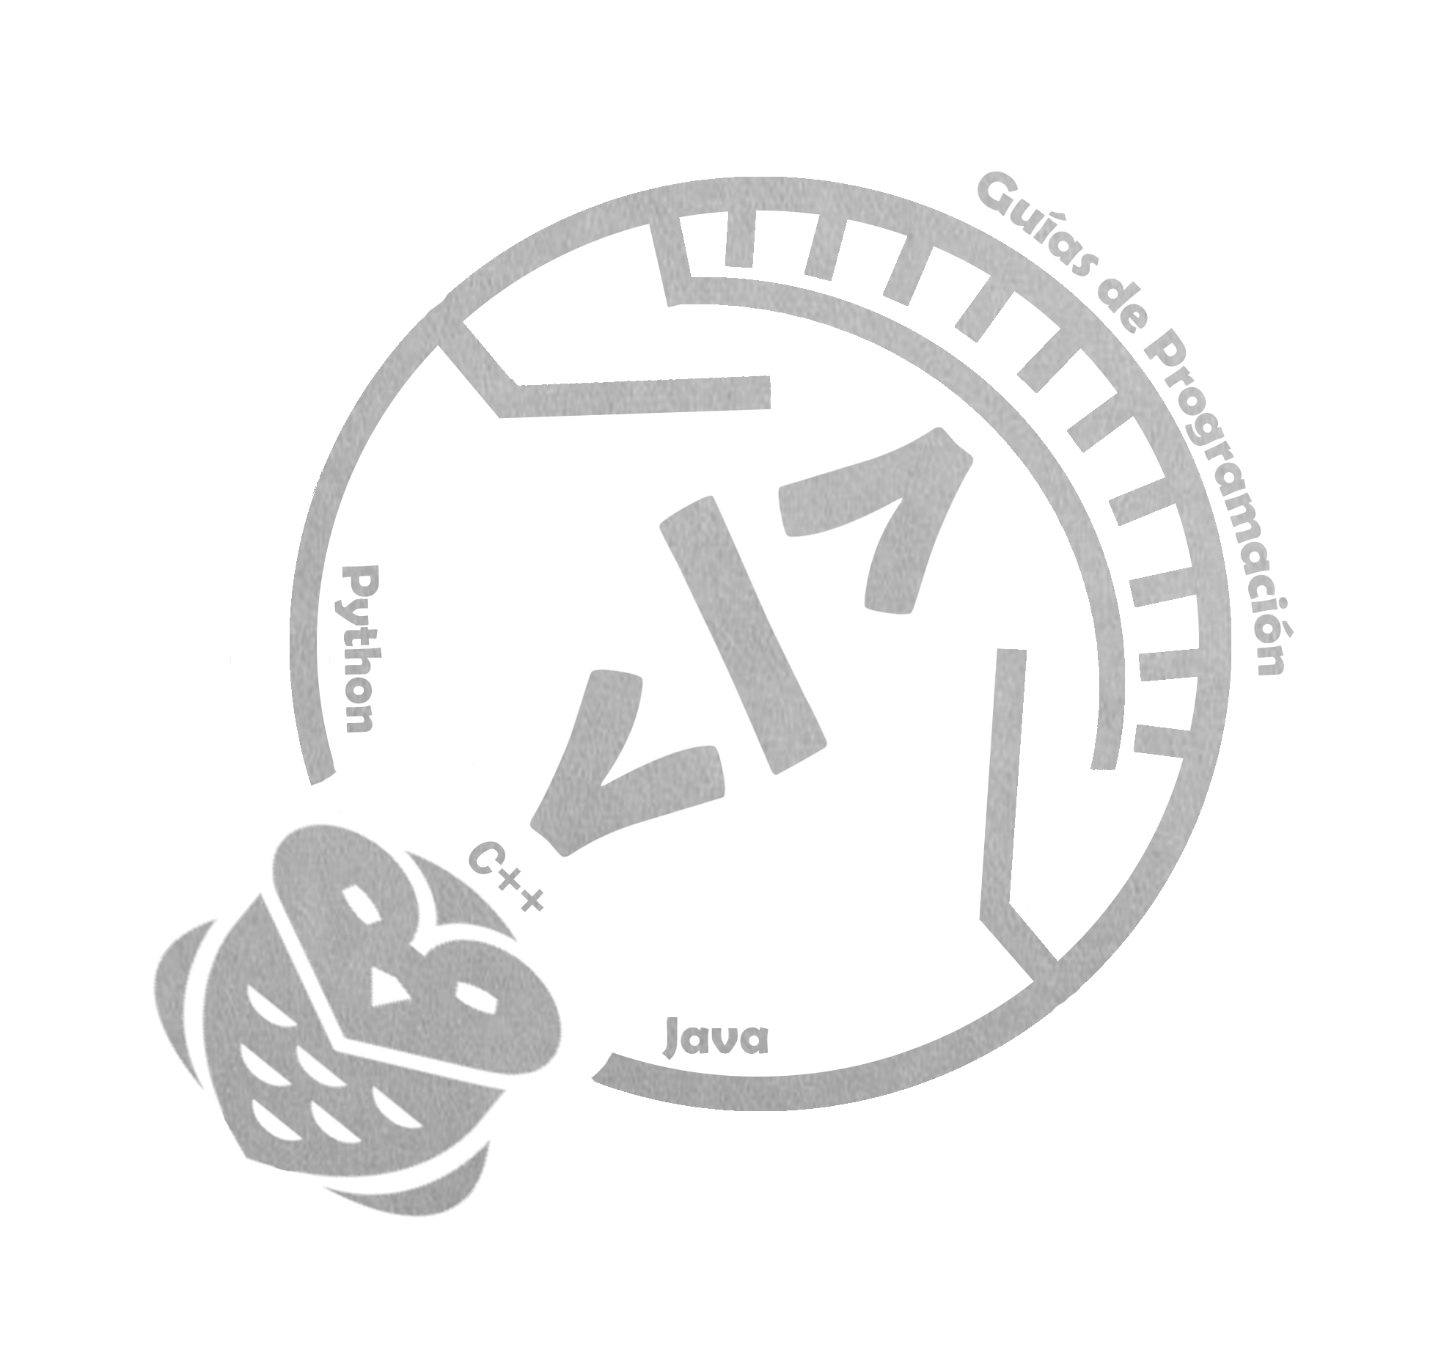 Guías de Programación
Python
C++
Java